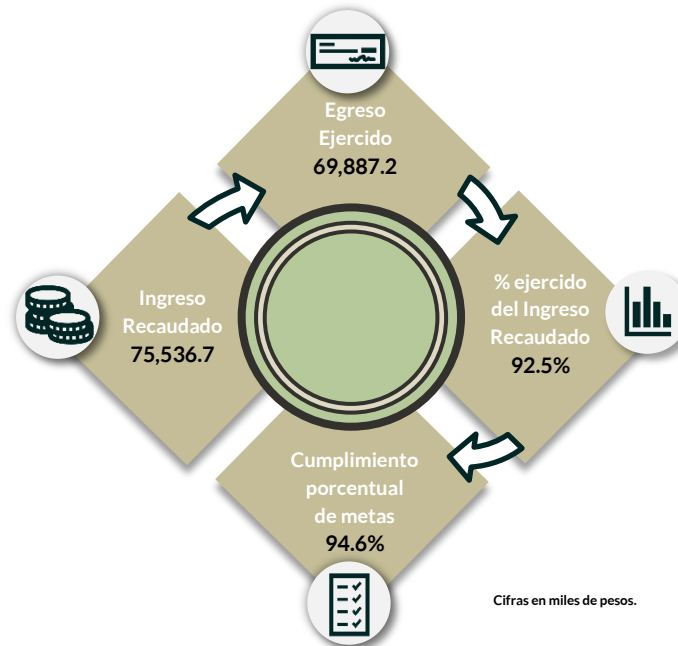 Egreso
Ejercido
69,887.2
Ingreso
Recaudado
75,536.7
% ejercido
del Ingreso
Recaudado
92.5%
Cumplimiento
porcentual
de metas
94.6%
Cifras en miles de pesos.